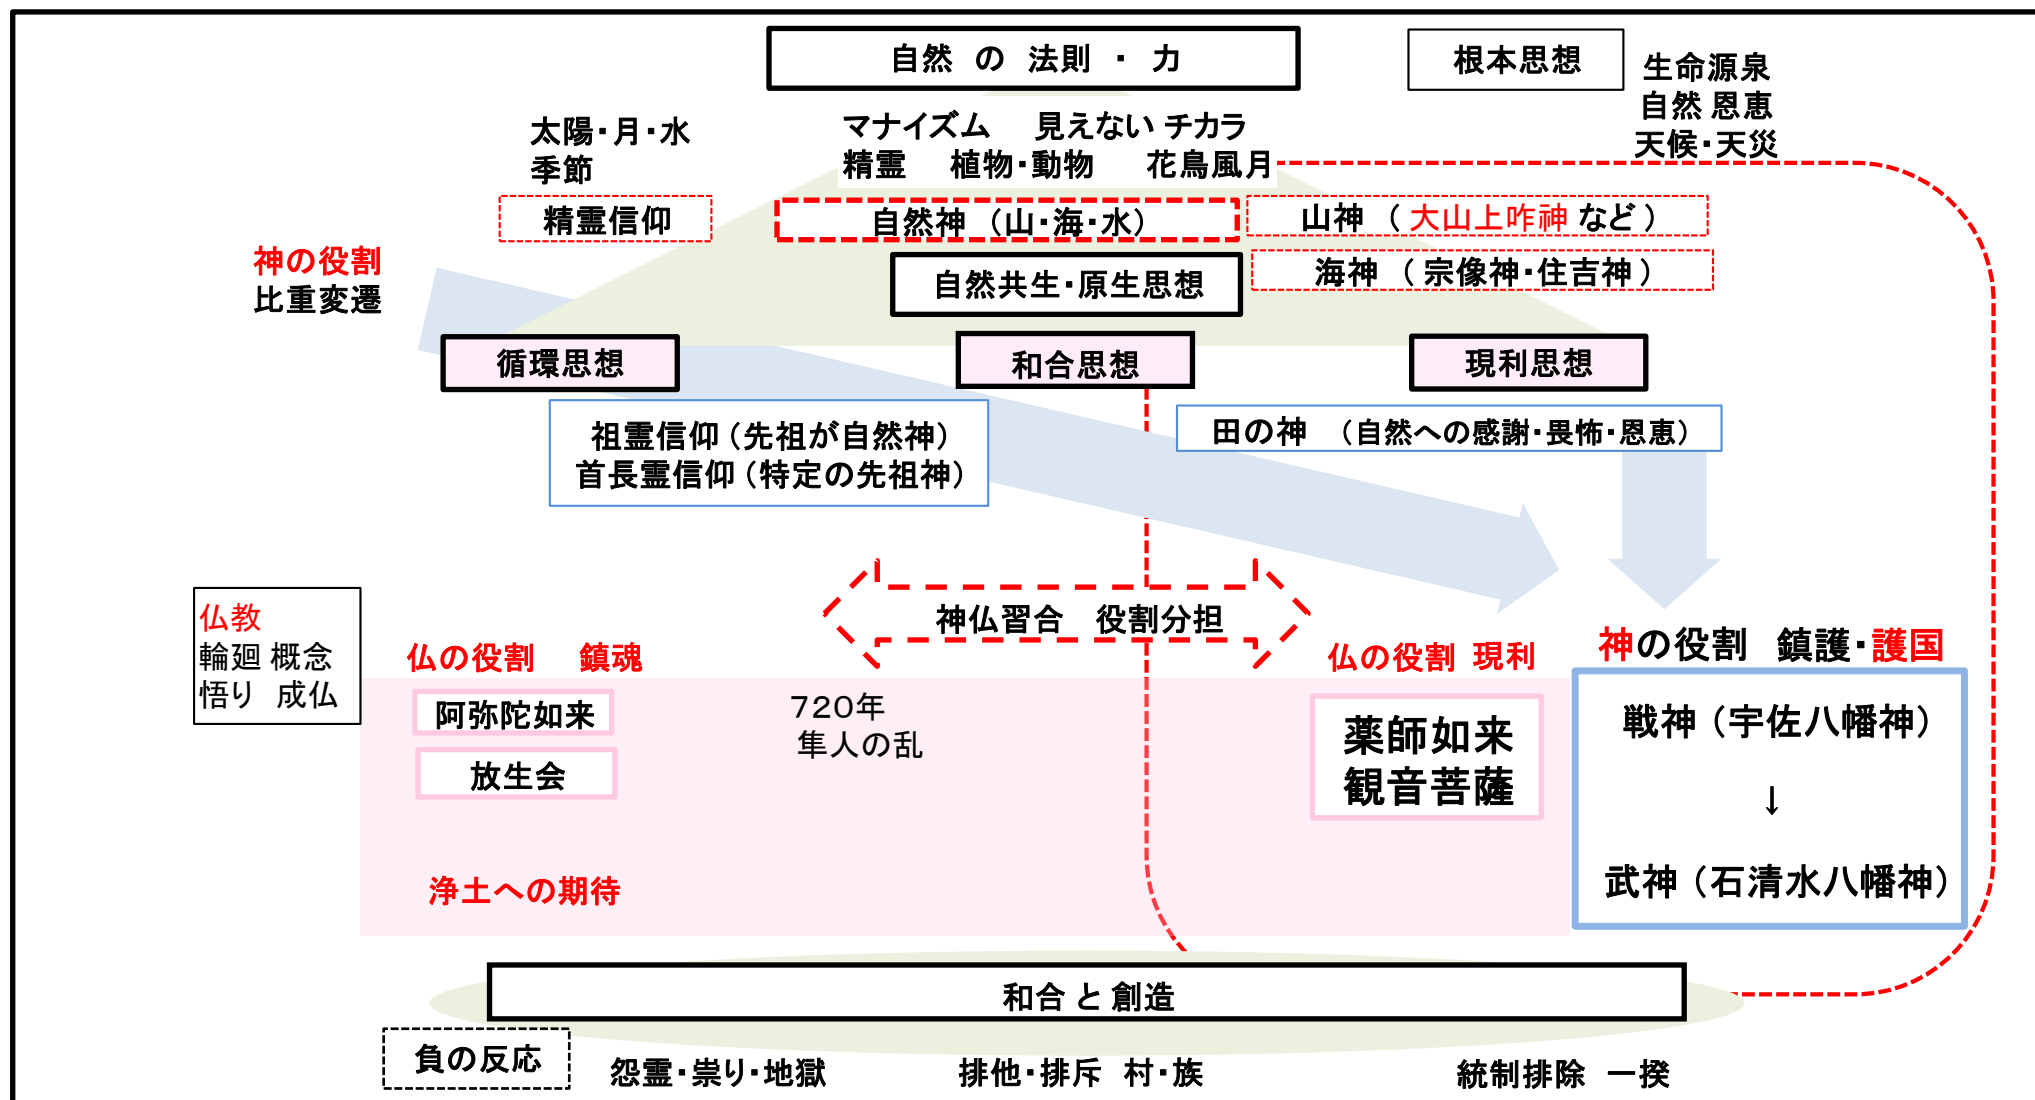 自然 の 法則 ・ 力
根本思想
生命源泉
自然 恩恵
天候・天災
太陽・月・水
季節
マナイズム 見えない チカラ
精霊 植物・動物 花鳥風月
精霊信仰
自然神 （山・海・水）
山神 （ 大山上咋神 など ）
海神 （ 宗像神・住吉神 ）
神の役割
比重変遷
自然共生・原生思想
循環思想
和合思想
現利思想
祖霊信仰（先祖が自然神）
首長霊信仰（特定の先祖神）
田の神 （自然への感謝・畏怖・恩恵）
神仏習合 役割分担
仏教
輪廻 概念
悟り 成仏
仏の役割 鎮魂
仏の役割 現利
神の役割 鎮護・護国
阿弥陀如来
放生会
720年
隼人の乱
薬師如来
観音菩薩
戦神（宇佐八幡神）
↓
武神（石清水八幡神）
浄土への期待
和合 と 創造
負の反応
怨霊・祟り・地獄
排他・排斥 村・族
統制排除 一揆